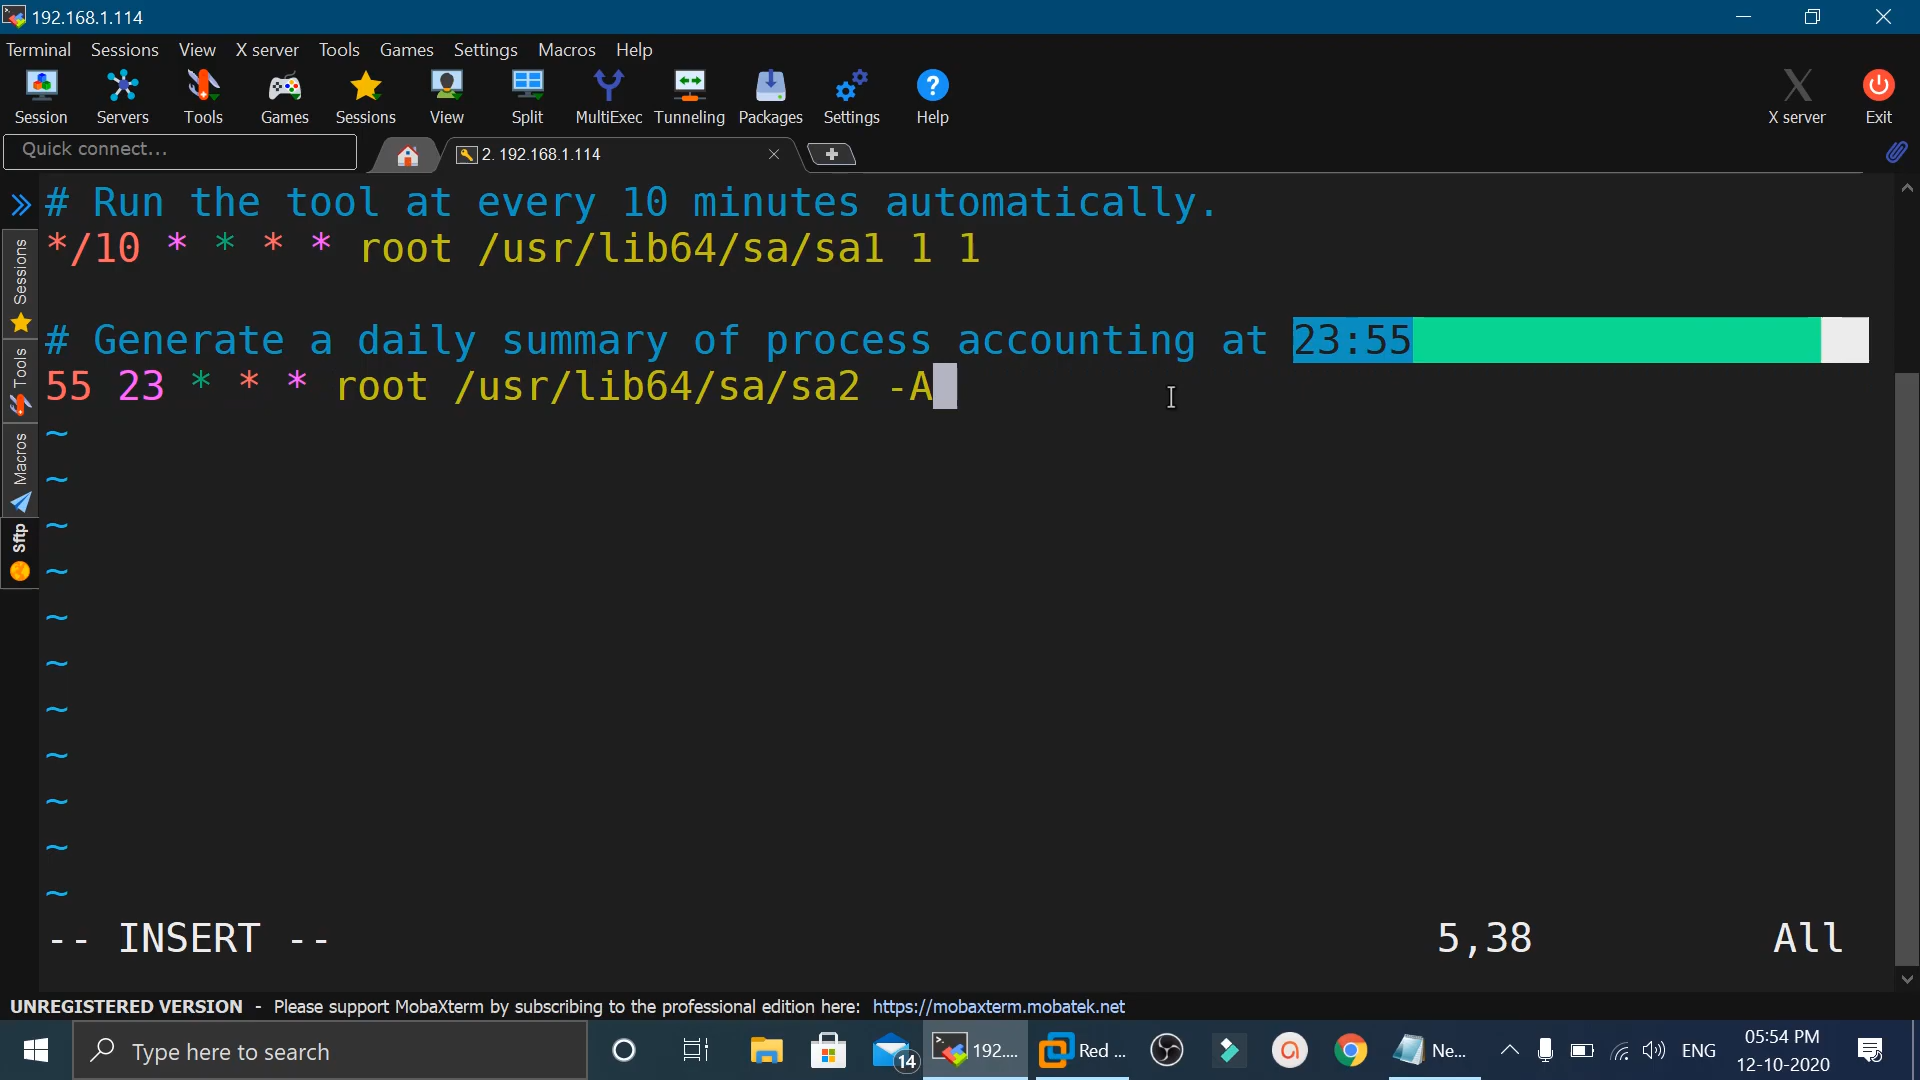 192.168.1.114
Terminal Sessions View X server Tools Games Settings Macros Help
Session Servers Tools Games Sessions View Split MultiExec Tunneling Packages Settings Help X server Exit
Quick connect...
2. 192.168.1.114
# Run the tool at every 10 minutes automatically.
*/10 * * * * root /usr/lib64/sa/sa1 1 1
# Generate a daily summary of process accounting at 23:55
55 23 * * * root /usr/lib64/sa/sa2 -A
~
~
~
~
~
~
~
~
~
~
~
Sessions
Tools
Macros
Sftp
-- INSERT -- 5,38 All
UNREGISTERED VERSION - Please support MobaXterm by subscribing to the professional edition here: https://mobaxterm.mobatek.net
Type here to search
14
192....
Red ...
Ne...
ENG
05:54 PM
12-10-2020